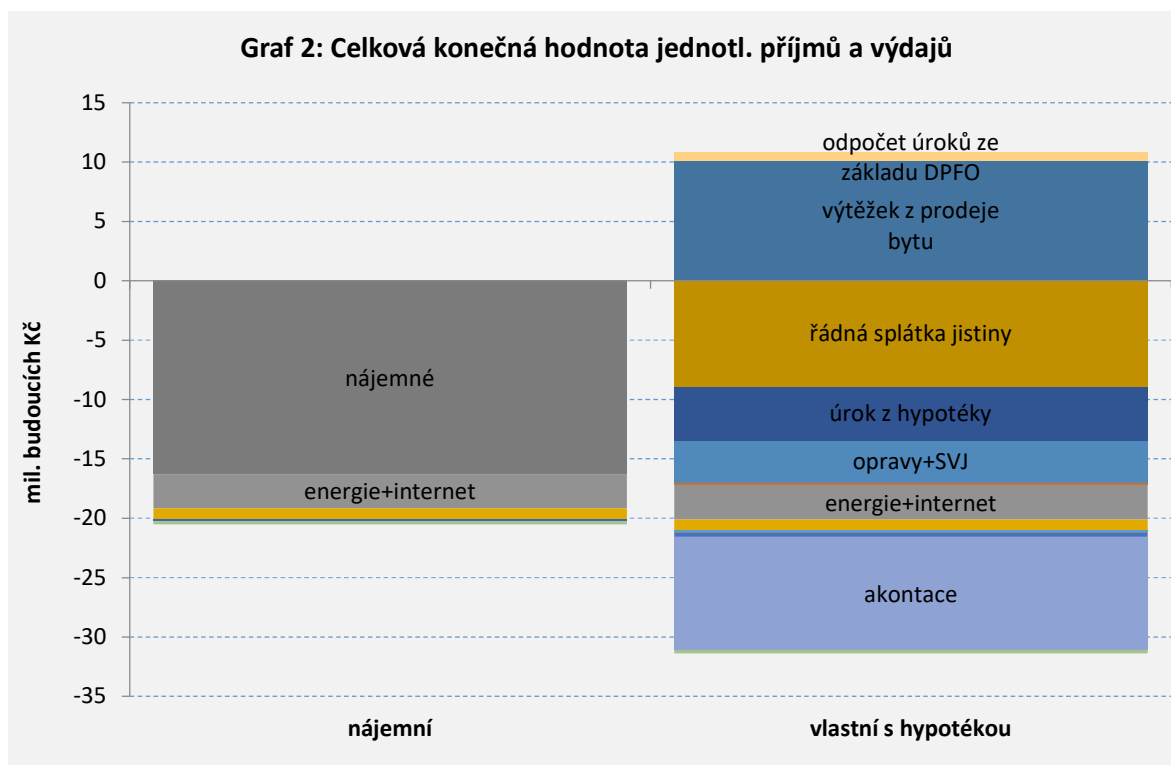 Graf 2: Celková konečná hodnota jednotl. příjmů a výdajů
mil. budoucích Kč
15
10
5
0
-5
-10
-15
-20
-25
-30
-35
nájemné
energie+internet
odpočet úroků ze
základu DPFO
výtěžek z prodeje
bytu
řádná splátka jistiny
úrok z hypotéky
opravy+SVJ
energie+internet
akontace
nájemní
vlastní s hypotékou